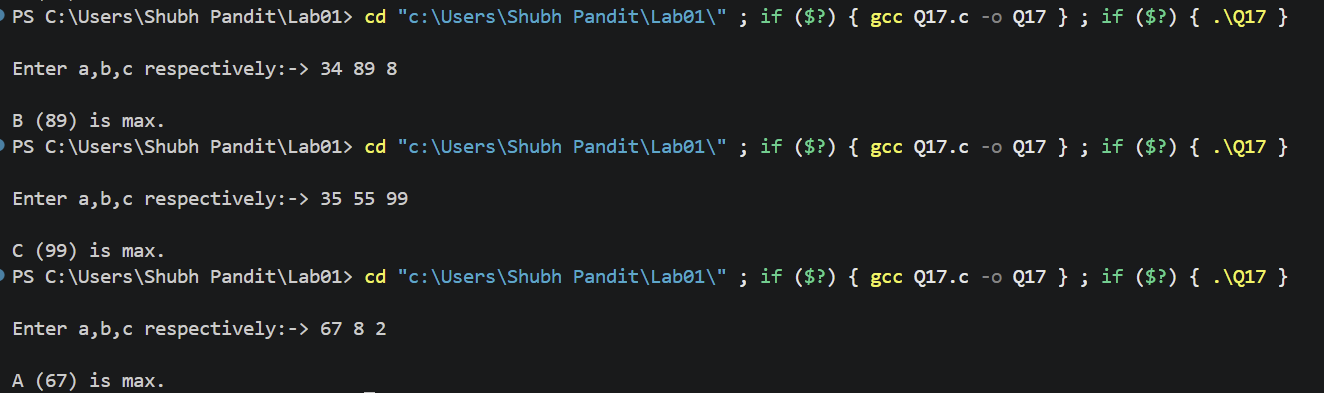 PS C:\Users\Shubh Pandit\Lab01> cd "c:\Users\Shubh Pandit\Lab01\" ; if ($?) { gcc Q17.c -o Q17 } ; if ($?) { .\Q17 }
Enter a,b,c respectively:-> 34 89 8
B (89) is max.
PS C:\Users\Shubh Pandit\Lab01> cd "c:\Users\Shubh Pandit\Lab01\" ; if ($?) { gcc Q17.c -o Q17 } ; if ($?) { .\Q17 }
Enter a,b,c respectively:-> 35 55 99
C (99) is max.
PS C:\Users\Shubh Pandit\Lab01> cd "c:\Users\Shubh Pandit\Lab01\" ; if ($?) { gcc Q17.c -o Q17 } ; if ($?) { .\Q17 }
Enter a,b,c respectively:-> 67 8 2
A (67) is max.